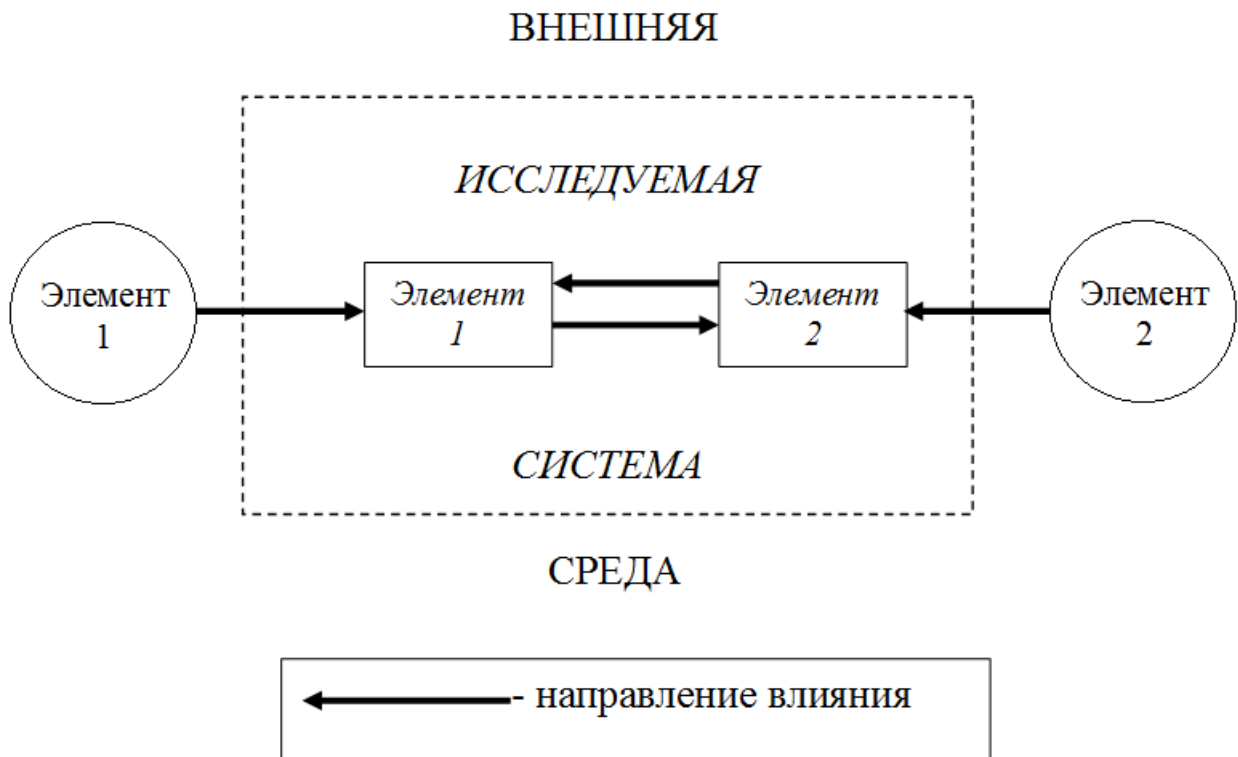 ВНЕШНЯЯ
ИССЛЕДУЕМАЯ
Элемент
1
Элемент
1
Элемент
2
Элемент
2
СИСТЕМА
СРЕДА
- направление влияния